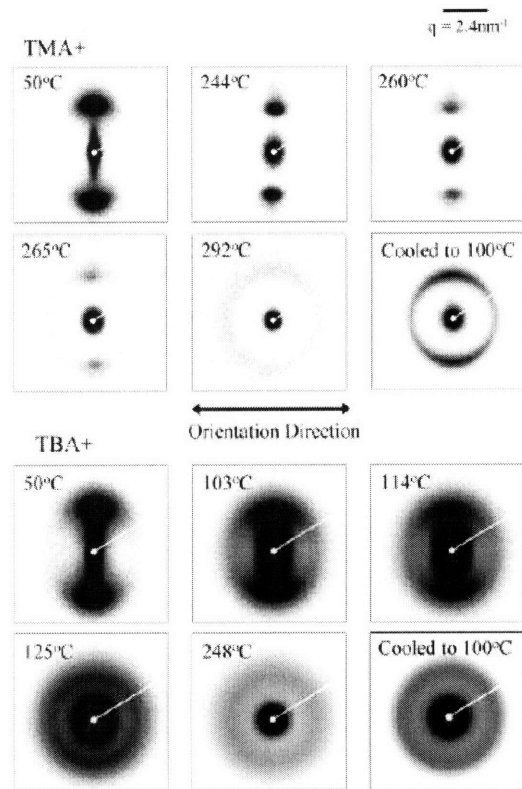 q = 2.4nm⁻¹
TMA+
50°C
244°C
260°C
265°C
292°C
Cooled to 100°C
Orientation Direction
TBA+
50°C
103°C
114°C
125°C
248°C
Cooled to 100°C